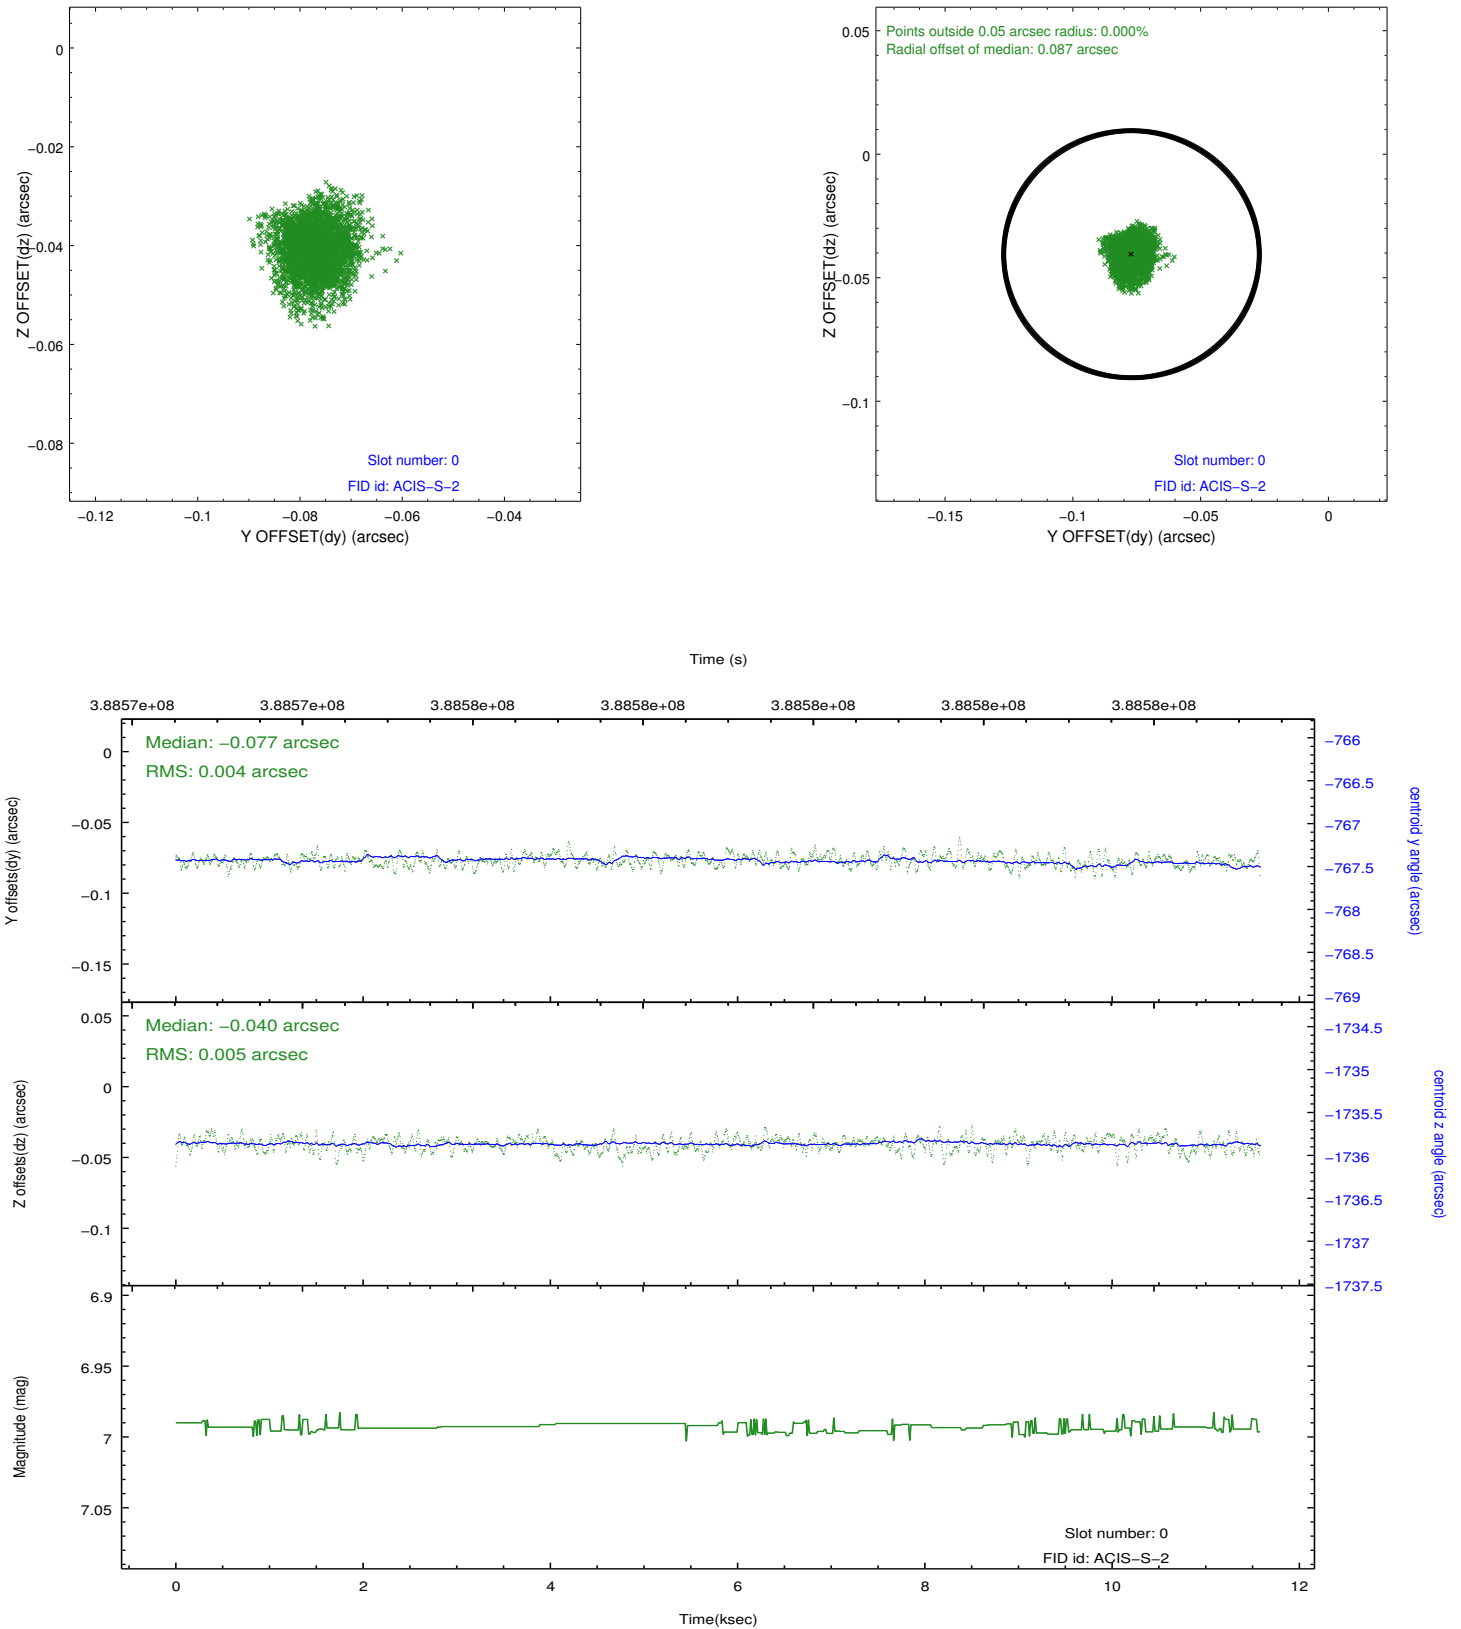 0
−0.02
−0.04
−0.06
−0.08
Z OFFSET(dz) (arcsec)
Slot number: 0
FID id: ACIS−S−2
−0.12
−0.1
−0.08
−0.06
−0.04
Y OFFSET(dy) (arcsec)
Points outside 0.05 arcsec radius: 0.000%
Radial offset of median: 0.087 arcsec
0.05
0
−0.05
−0.1
Z OFFSET(dz) (arcsec)
Slot number: 0
FID id: ACIS−S−2
−0.15
−0.1
−0.05
0
Y OFFSET(dy) (arcsec)
Time (s)
3.8857e+08
3.8857e+08
3.8858e+08
3.8858e+08
3.8858e+08
3.8858e+08
3.8858e+08
Median: −0.077 arcsec
RMS: 0.004 arcsec
0
−0.05
−0.1
−0.15
Y offsets(dy) (arcsec)
−766
−766.5
−767
−767.5
−768
−768.5
−769
centroid y angle (arcsec)
Median: −0.040 arcsec
RMS: 0.005 arcsec
0.05
0
−0.05
−0.1
Z offsets(dz) (arcsec)
−1734.5
−1735
−1735.5
−1736
−1736.5
−1737
−1737.5
centroid z angle (arcsec)
6.9
6.95
7
7.05
Magnitude (mag)
Slot number: 0
FID id: ACIS−S−2
0
2
4
6
8
10
12
Time(ksec)